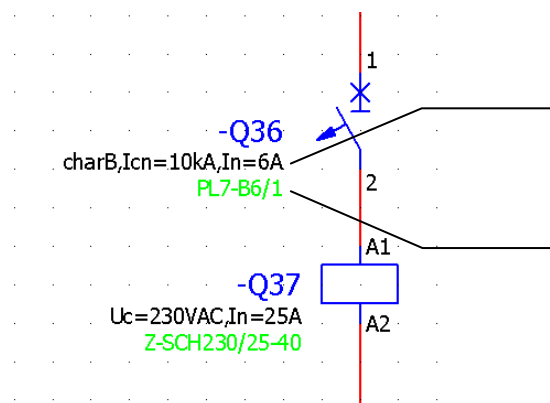 1
-Q36
charB,Icn=10kA,In=6A
PL7-B6/1
2
A1
-Q37
Uc=230VAC,In=25A
A2
Z-SCH230/25-40